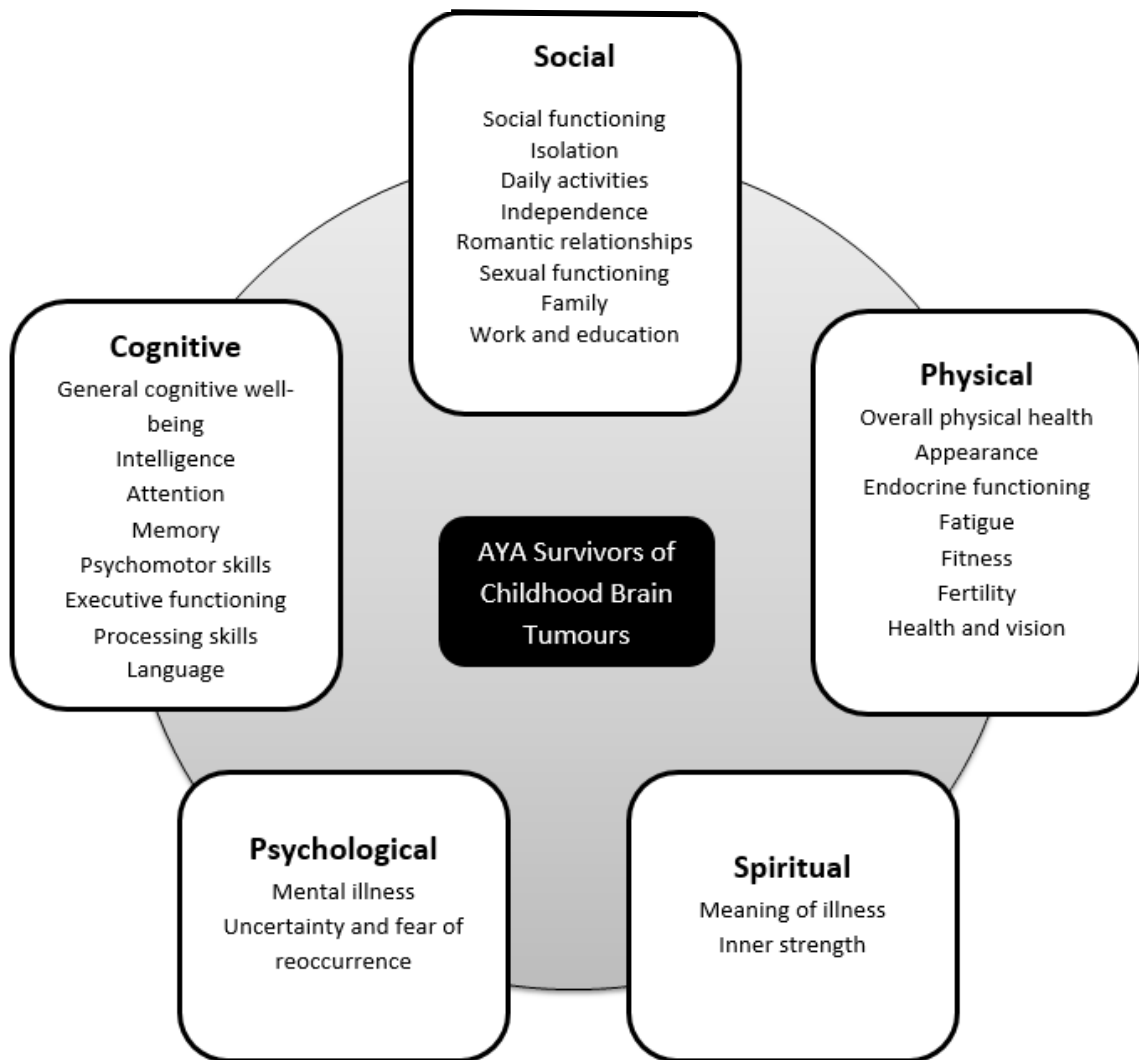 Social
Social functioning
Isolation
Daily activities
Independence
Romantic relationships
Sexual functioning
Family
Work and education
Cognitive
General cognitive well-
being
Intelligence
Attention
Memory
Psychomotor skills
Executive functioning
Processing skills
Language
Physical
Overall physical health
Appearance
Endocrine functioning
Fatigue
Fitness
Fertility
Health and vision
AYA Survivors of
Childhood Brain
Tumours
Psychological
Mental illness
Uncertainty and fear of
reoccurrence
Spiritual
Meaning of illness
Inner strength